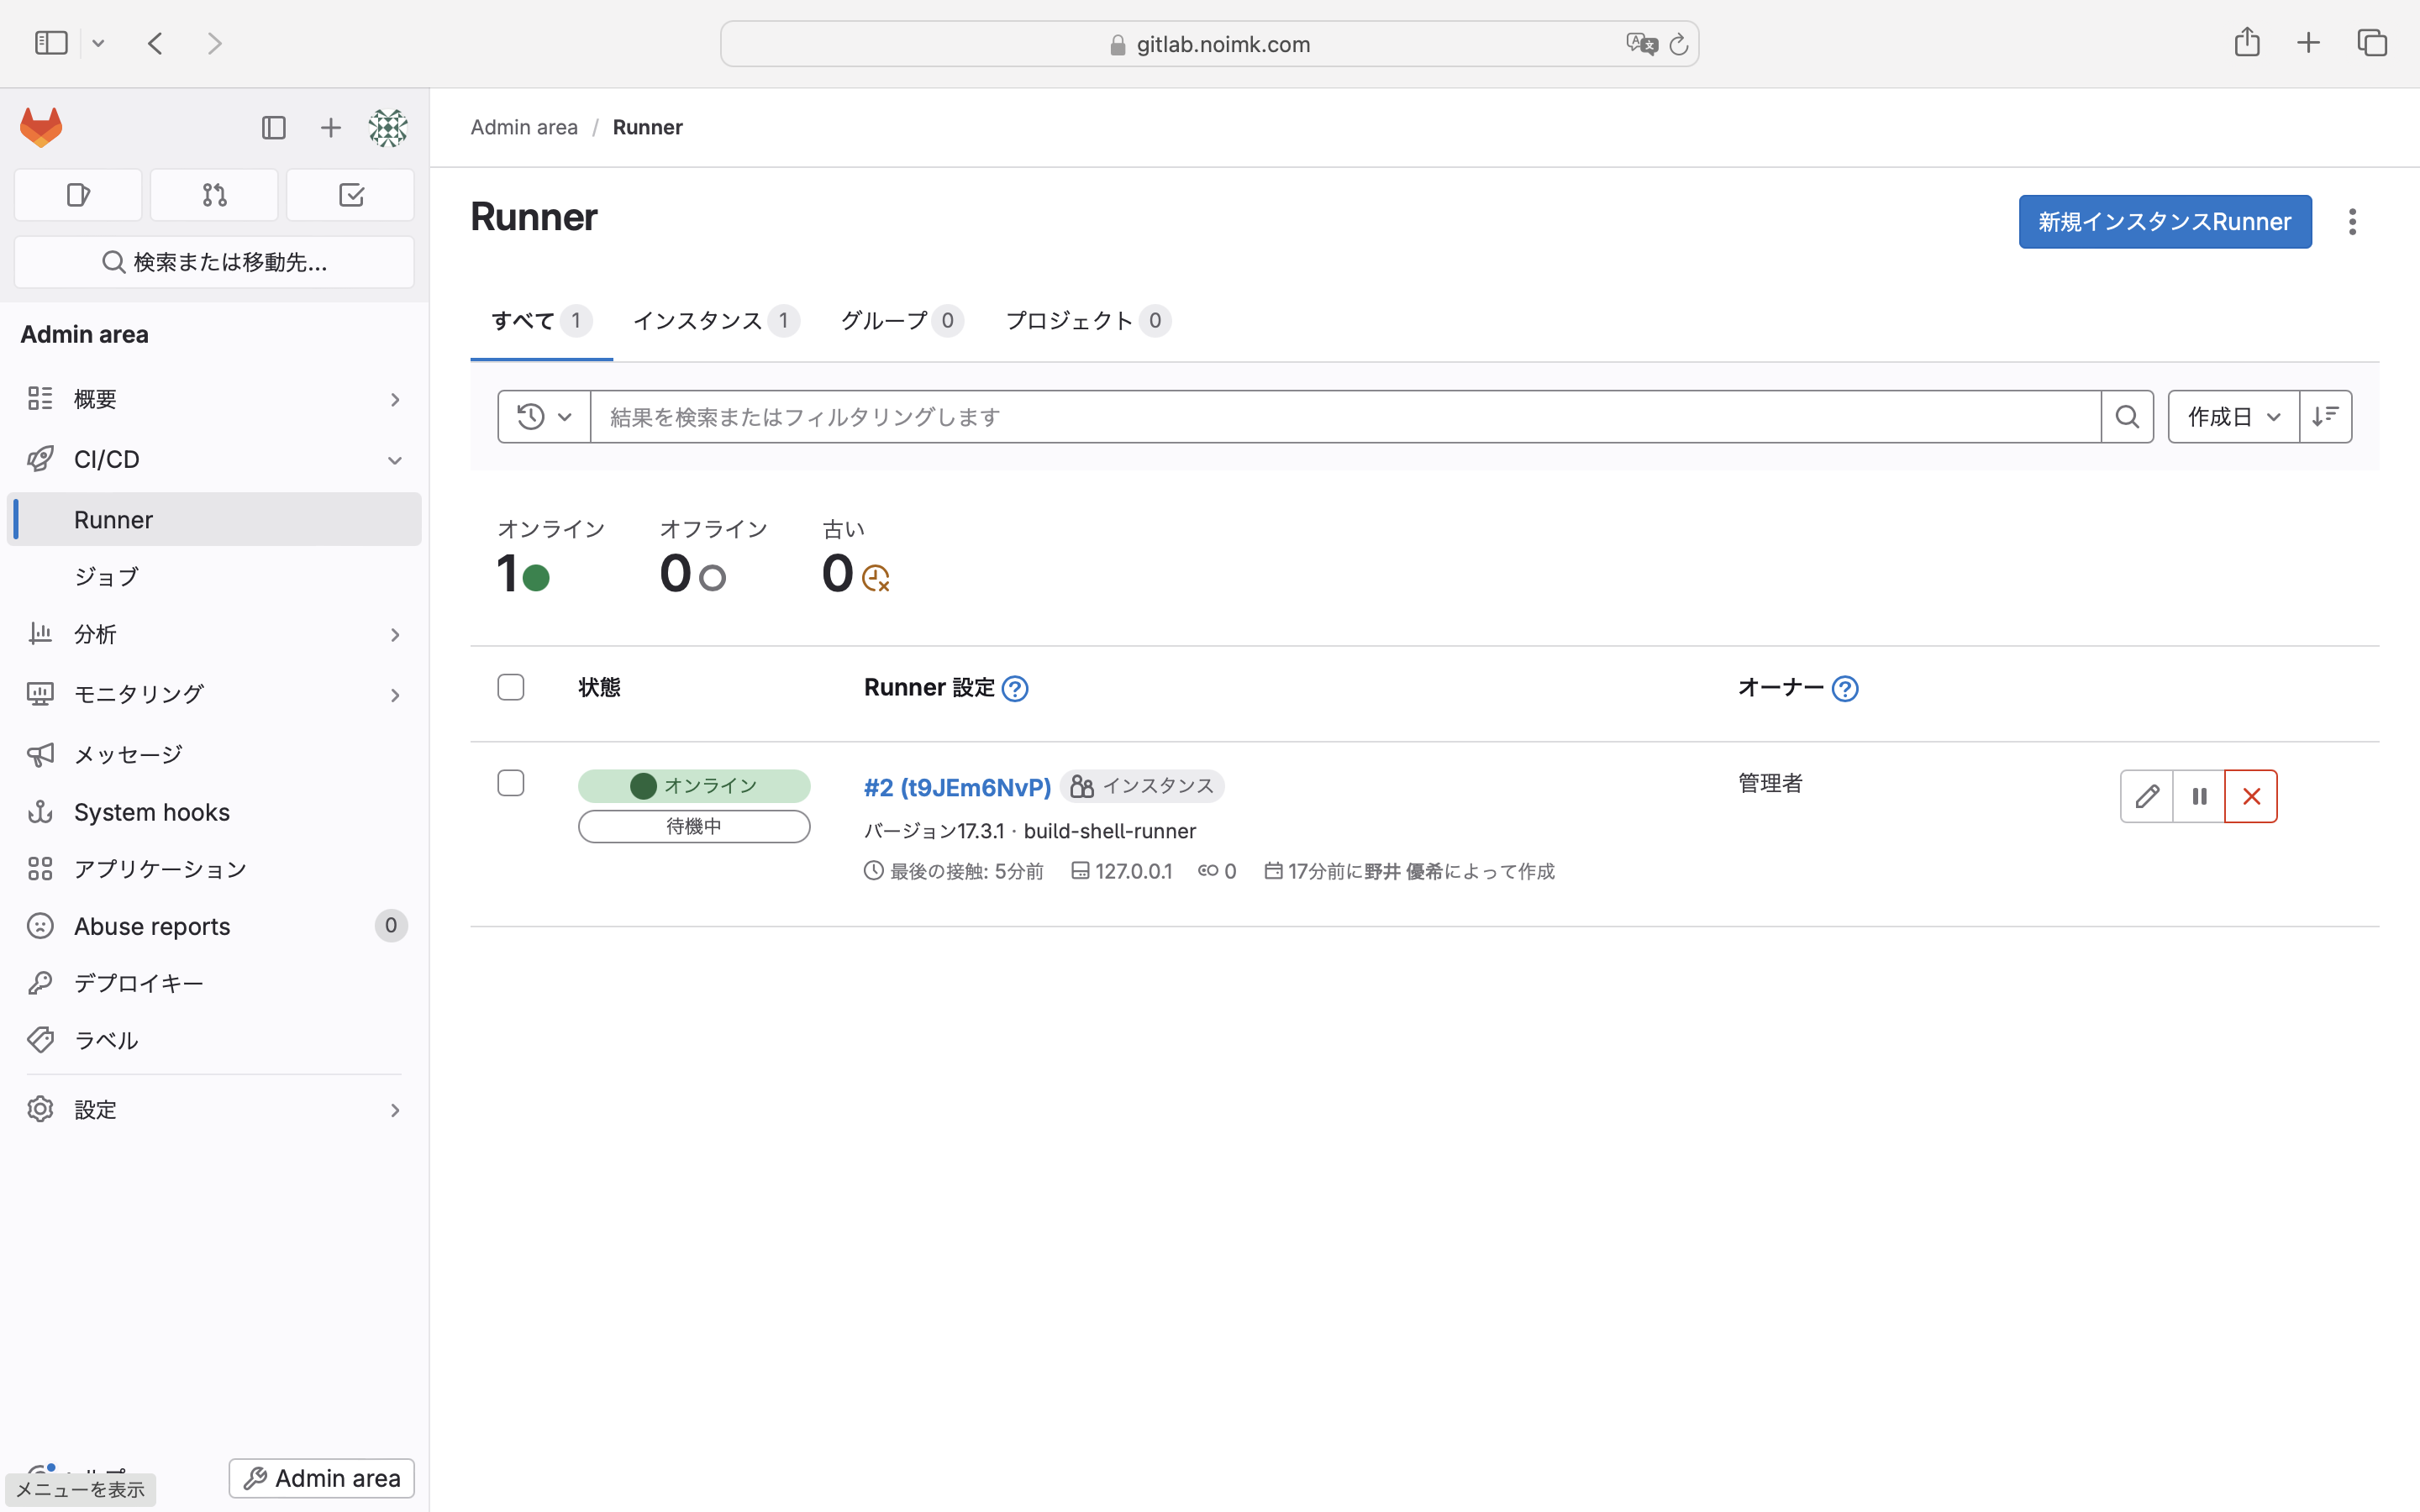 gitlab.noimk.com
Admin area / Runner
検索または移動先...
Admin area
概要
CI/CD
Runner
ジョブ
分析
モニタリング
メッセージ
System hooks
アプリケーション
Abuse reports 0
デプロイキー
ラベル
設定
メニューを表示
Admin area
Runner
新規インスタンスRunner
すべて 1 インスタンス 1 グループ 0 プロジェクト 0
結果を検索またはフィルタリングします
作成日
オンライン オフライン 古い
1 0 0
状態 Runner 設定 オーナー
オンライン #2 (t9JEm6NvP) インスタンス 管理者
待機中 バージョン17.3.1 · build-shell-runner
最後の接触: 5分前 127.0.0.1 0 17分前に野井 優希によって作成